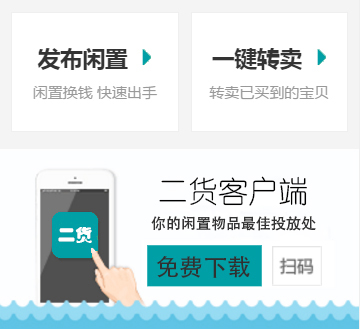 发布闲置
闲置换钱 快速出手
一键转卖
转卖已买到的宝贝
二货客户端
你的闲置物品最佳投放处
二货
免费下载
扫码